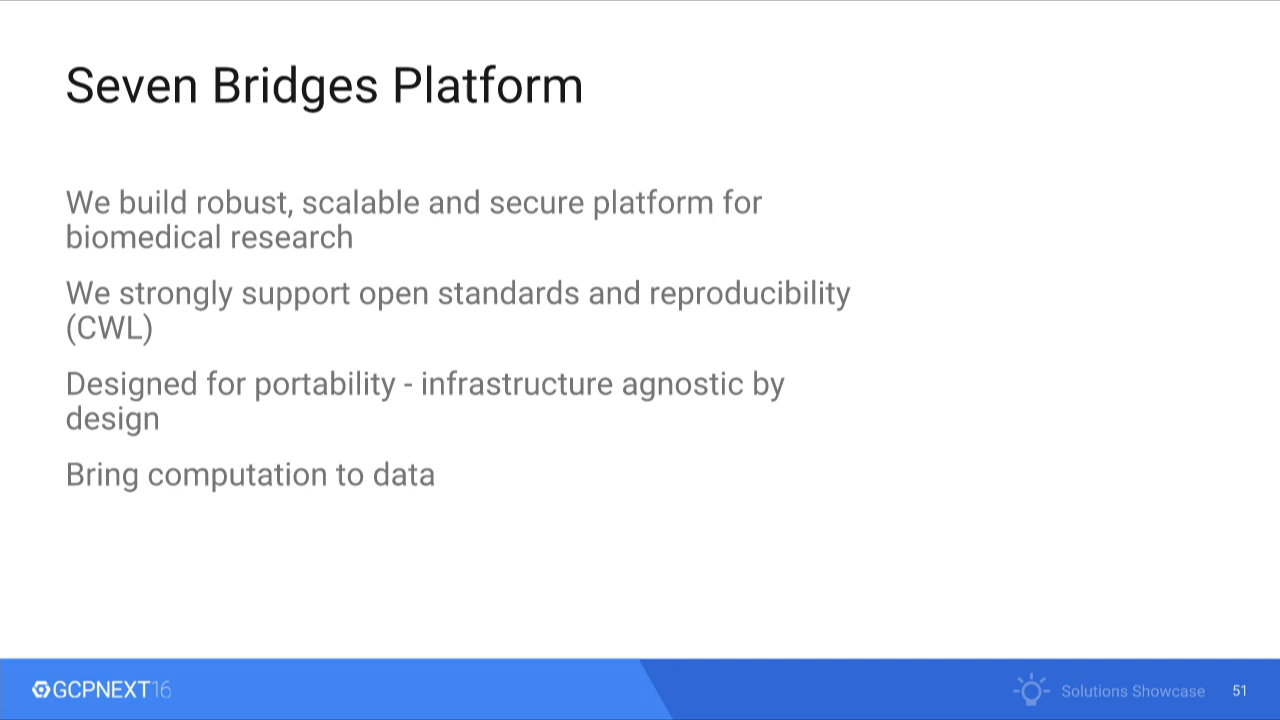 Seven Bridges Platform
We build robust, scalable and secure platform for
biomedical research
We strongly support open standards and reproducibility
(CWL)
Designed for portability - infrastructure agnostic by
design
Bring computation to data
GCPNEXT16
Solutions Showcase
51